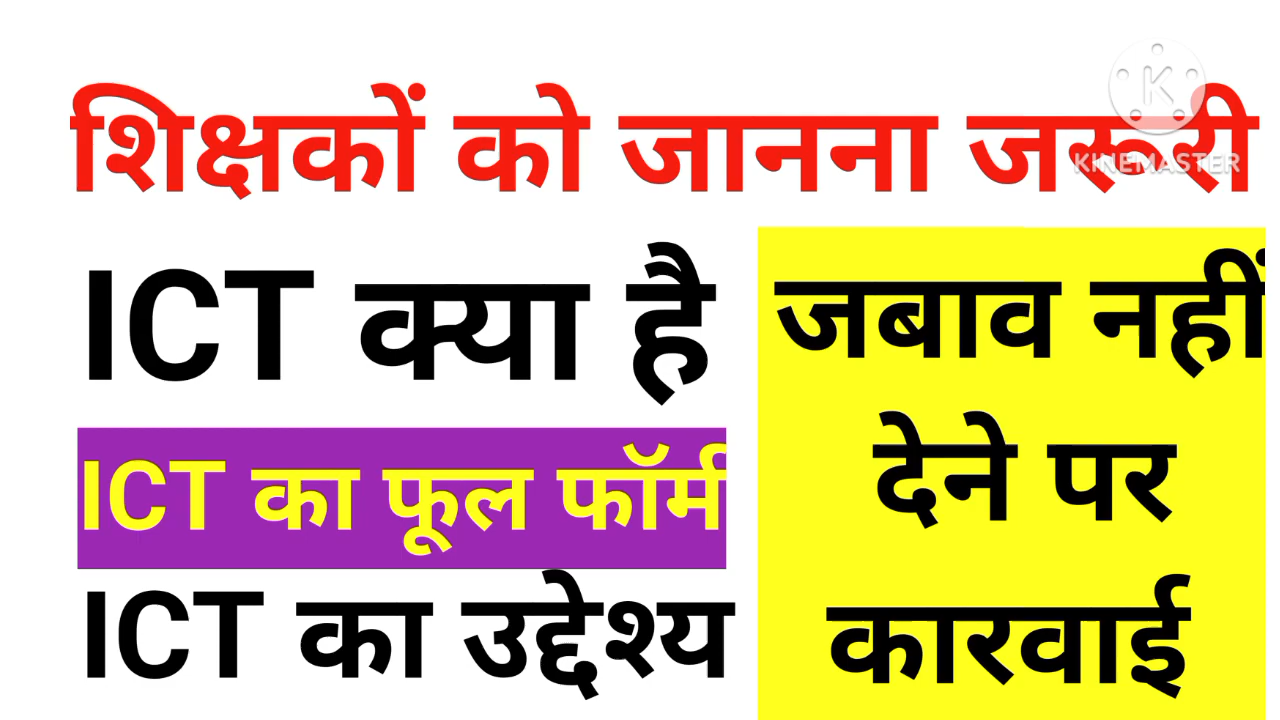 शिक्षकों को जानना जरूरी
KINEMASTER
ICT क्या है
ICT का फूल फॉर्म
ICT का उद्देश्य
जबाव नहीं
देने पर
कारवाई